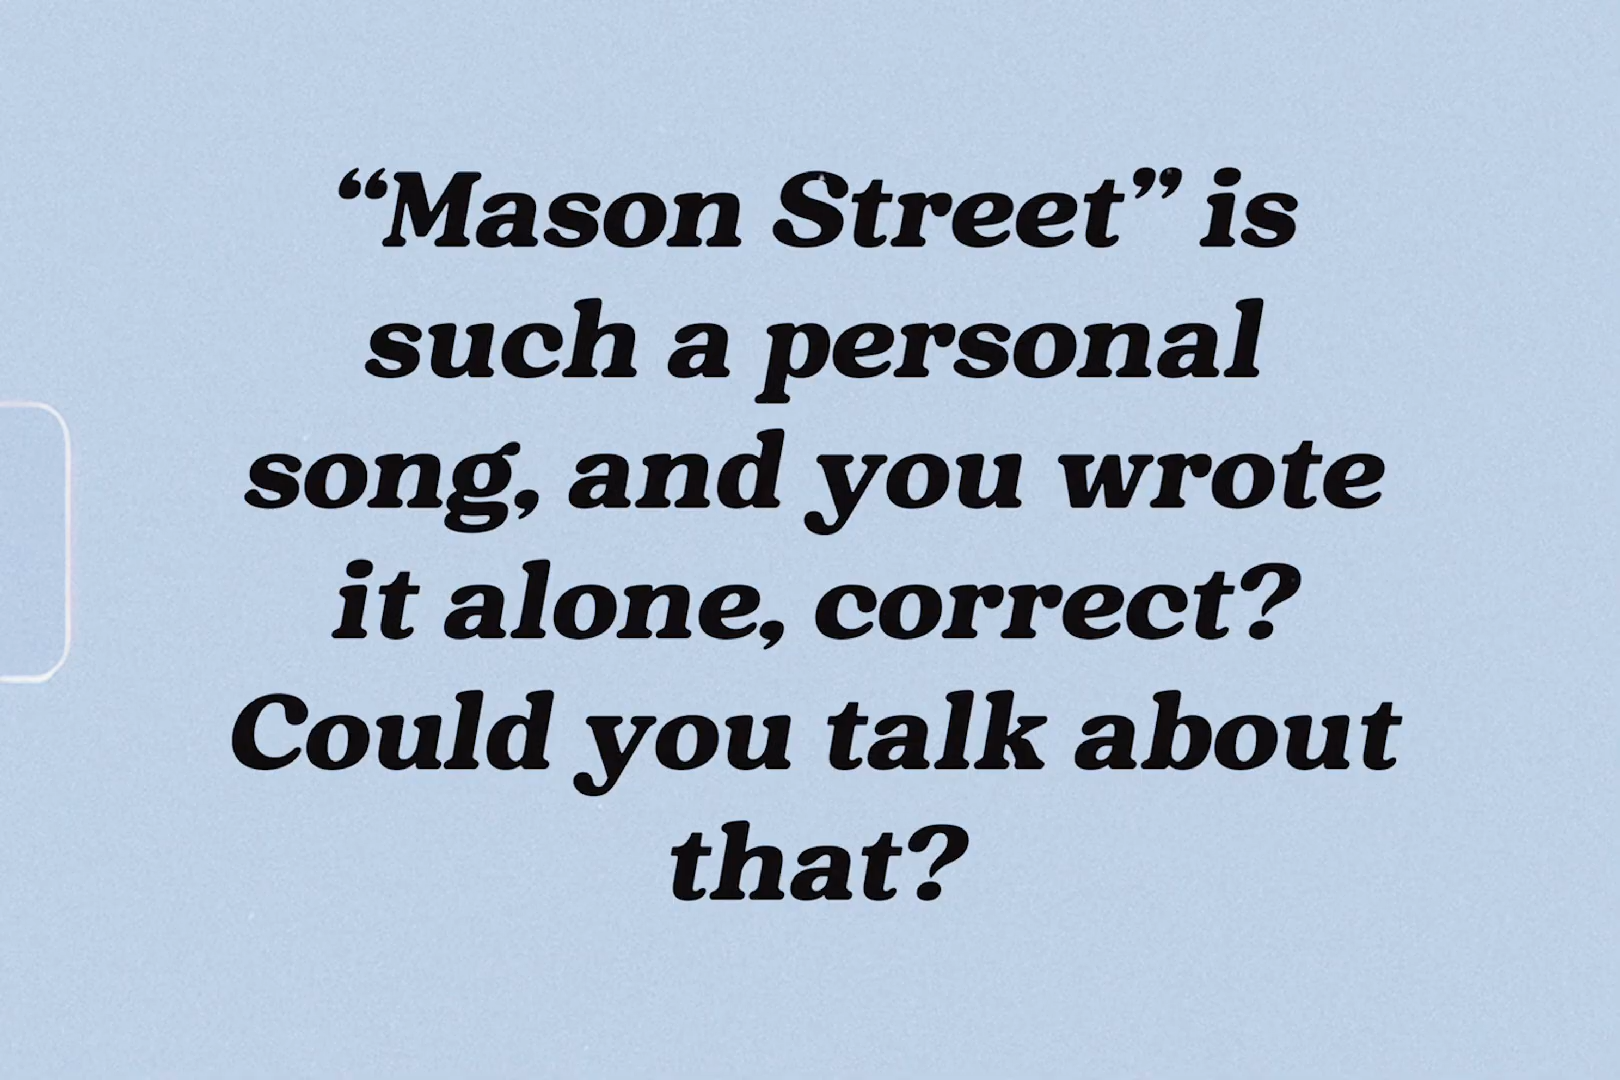 “Mason Street” is
such a personal
song, and you wrote
it alone, correct?
Could you talk about
that?